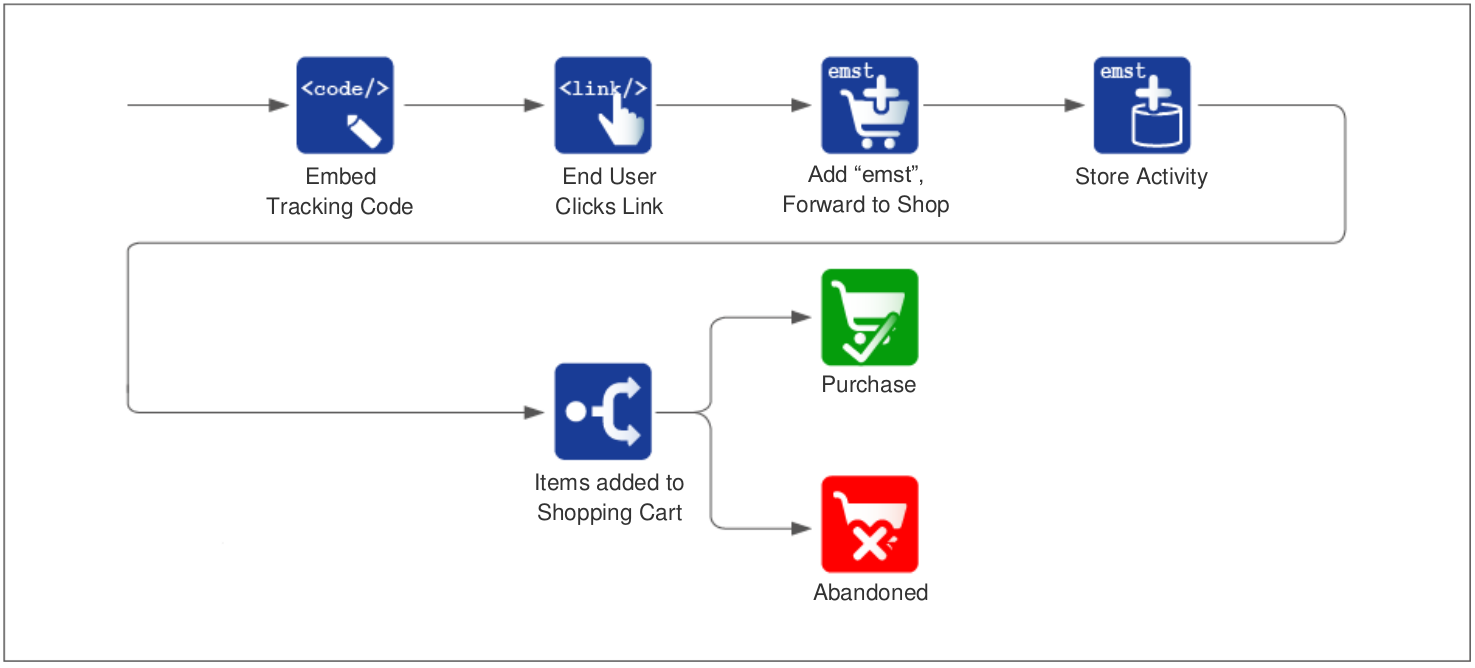 <code/>
<link/>
emst
emst
Embed
Tracking Code
End User
Clicks Link
Add “emst”,
Forward to Shop
Store Activity
Purchase
Items added to
Shopping Cart
Abandoned